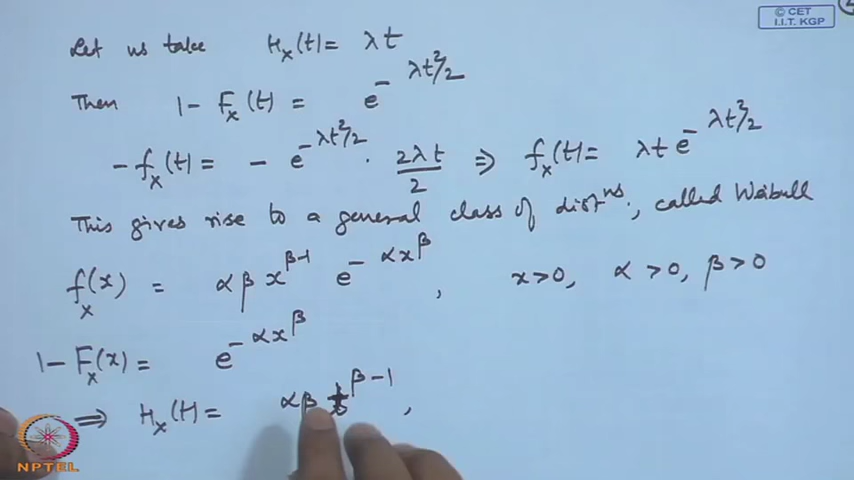 © CET
I.I.T. KGP
Let us take H_X(t) = λt
Then 1 - F_X(t) = e^{-λt²/2}
-f_X(t) = - e^{-λt²/2} · 2λt/2 ⇒ f_X(t) = λt e^{-λt²/2}
This gives rise to a general class of distⁿˢ., called Weibull
f_X(x) = αβ x^{β-1} e^{-αx^β}, x>0, α>0, β>0
1 - F_X(x) = e^{-αx^β}
⇒ H_X(t) = αβ t^{β-1},
NPTEL